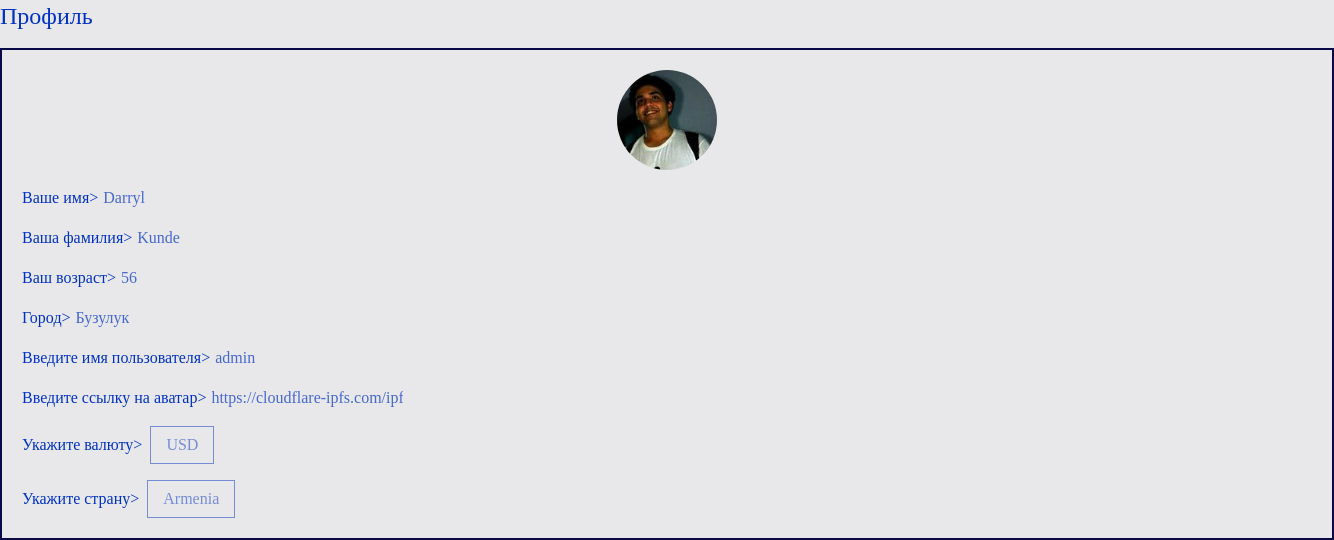 Профиль
Ваше имя> Darryl
Ваша фамилия> Kunde
Ваш возраст> 56
Город> Бузулук
Введите имя пользователя> admin
Введите ссылку на аватар> https://cloudflare-ipfs.com/ipf
Укажите валюту> USD
Укажите страну> Armenia